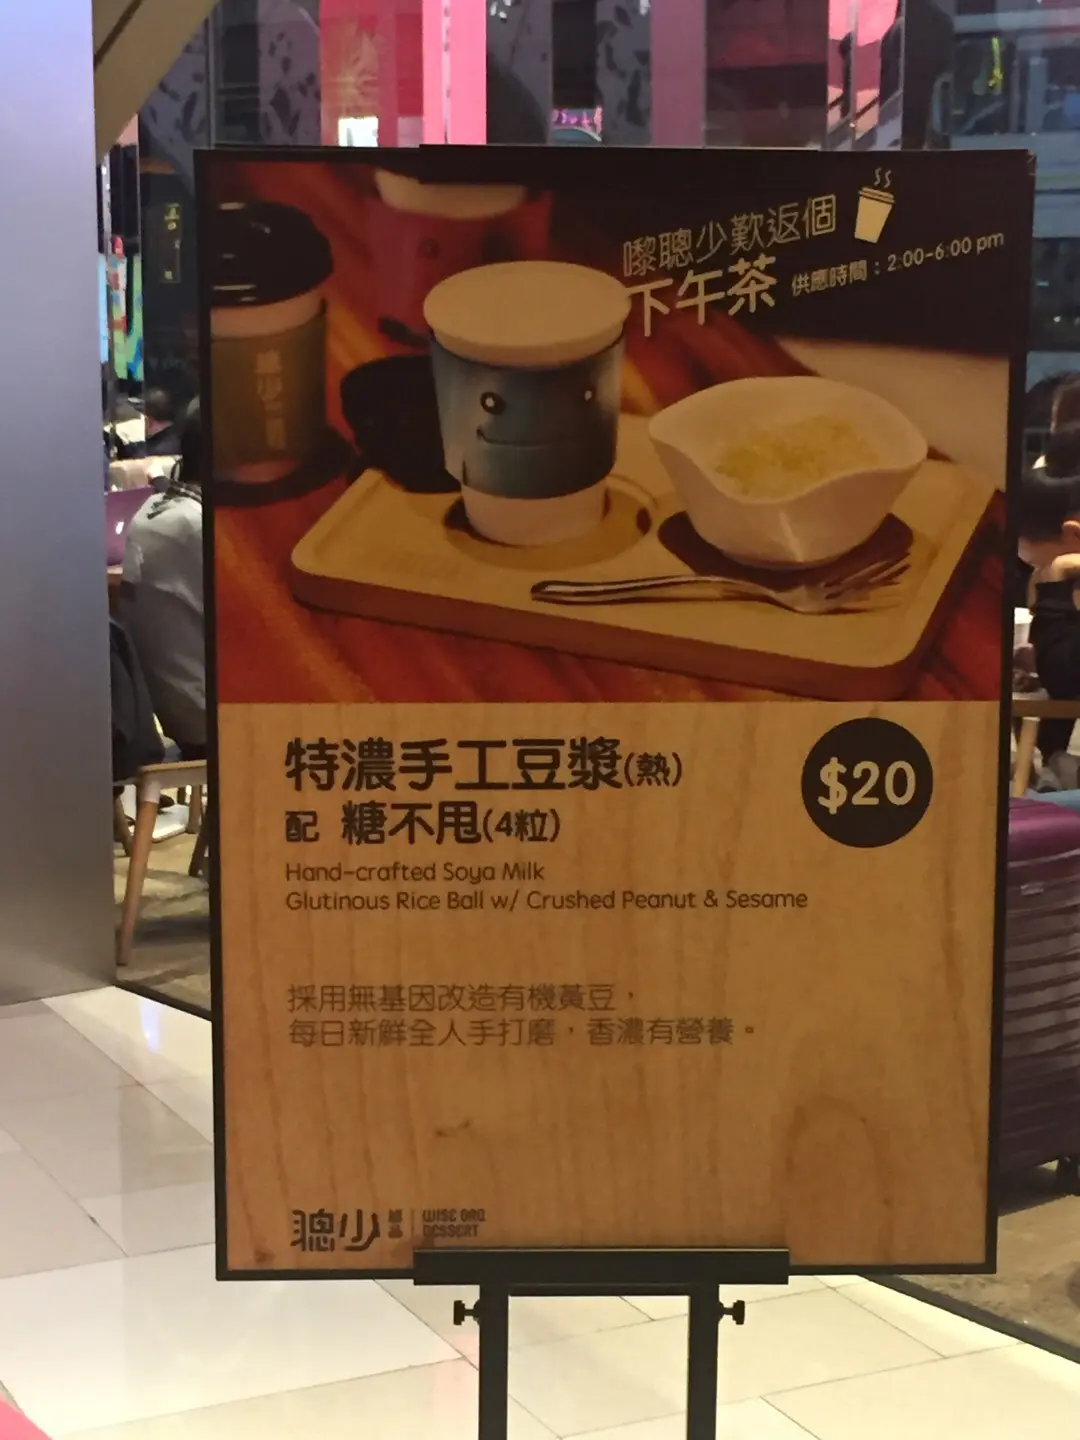 嚟聰少歎返個
下午茶 供應時間：2:00-6:00 pm
特濃手工豆漿(熱)
$20
配 糖不甩(4粒)
Hand-crafted Soya Milk
Glutinous Rice Ball w/ Crushed Peanut & Sesame
採用無基因改造有機黃豆，
每日新鮮全人手打磨，香濃有營養。
聰少甜品 WISE ORO
DESSERT